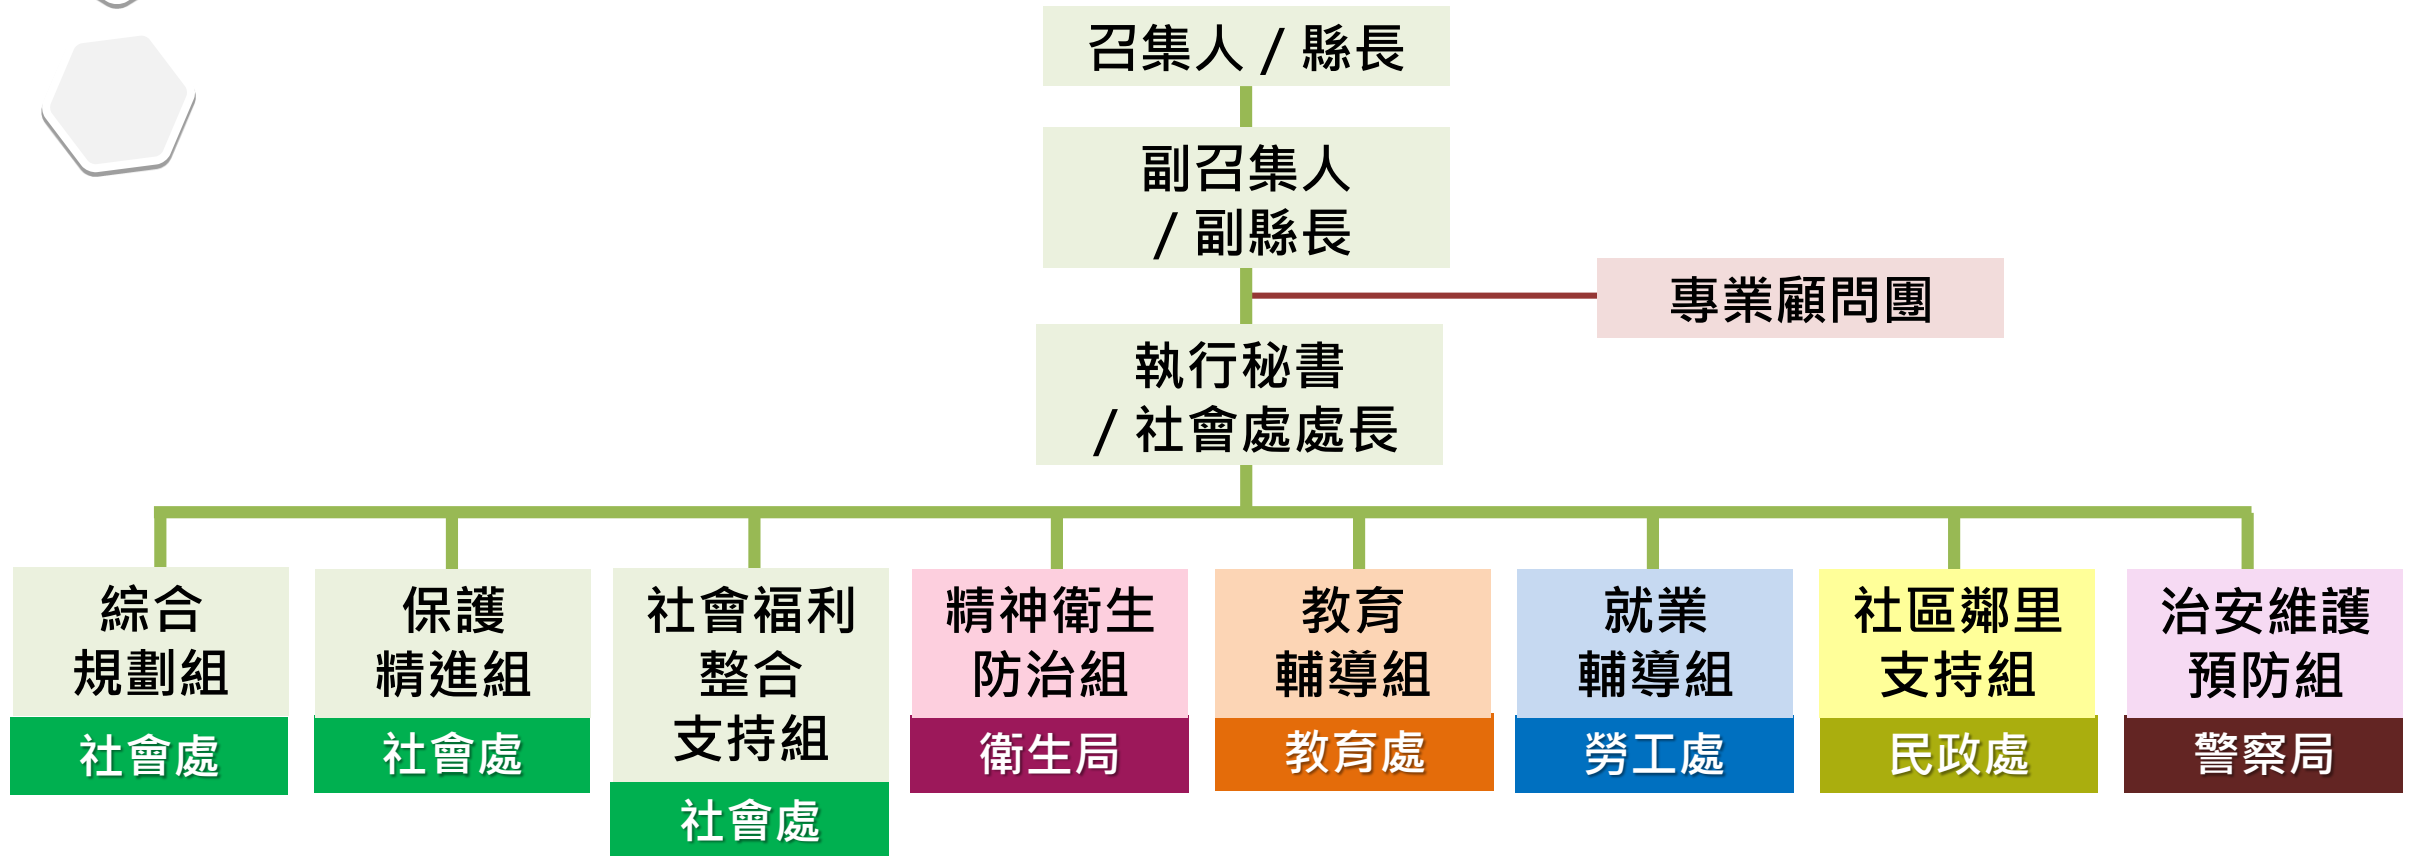 召集人 / 縣長
副召集人
/ 副縣長
專業顧問團
執行秘書
/ 社會處處長
綜合
規劃組
社會處
保護
精進組
社會處
社會福利
整合
支持組
社會處
精神衛生
防治組
衛生局
教育
輔導組
教育處
就業
輔導組
勞工處
社區鄰里
支持組
民政處
治安維護
預防組
警察局